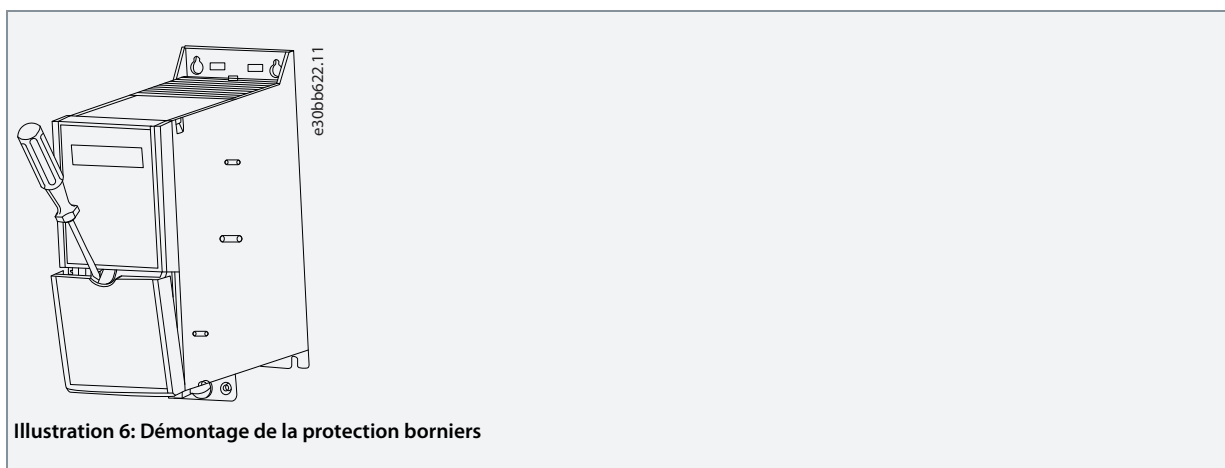 e30bb622.11
Illustration 6: Démontage de la protection borniers